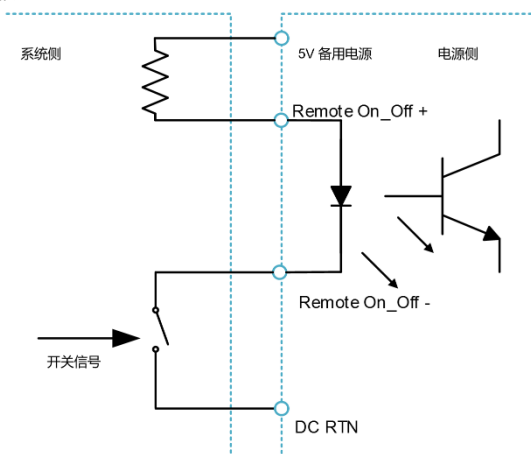 系统侧
5V 备用电源
电源侧
Remote On_Off +
Remote On_Off -
开关信号
DC RTN